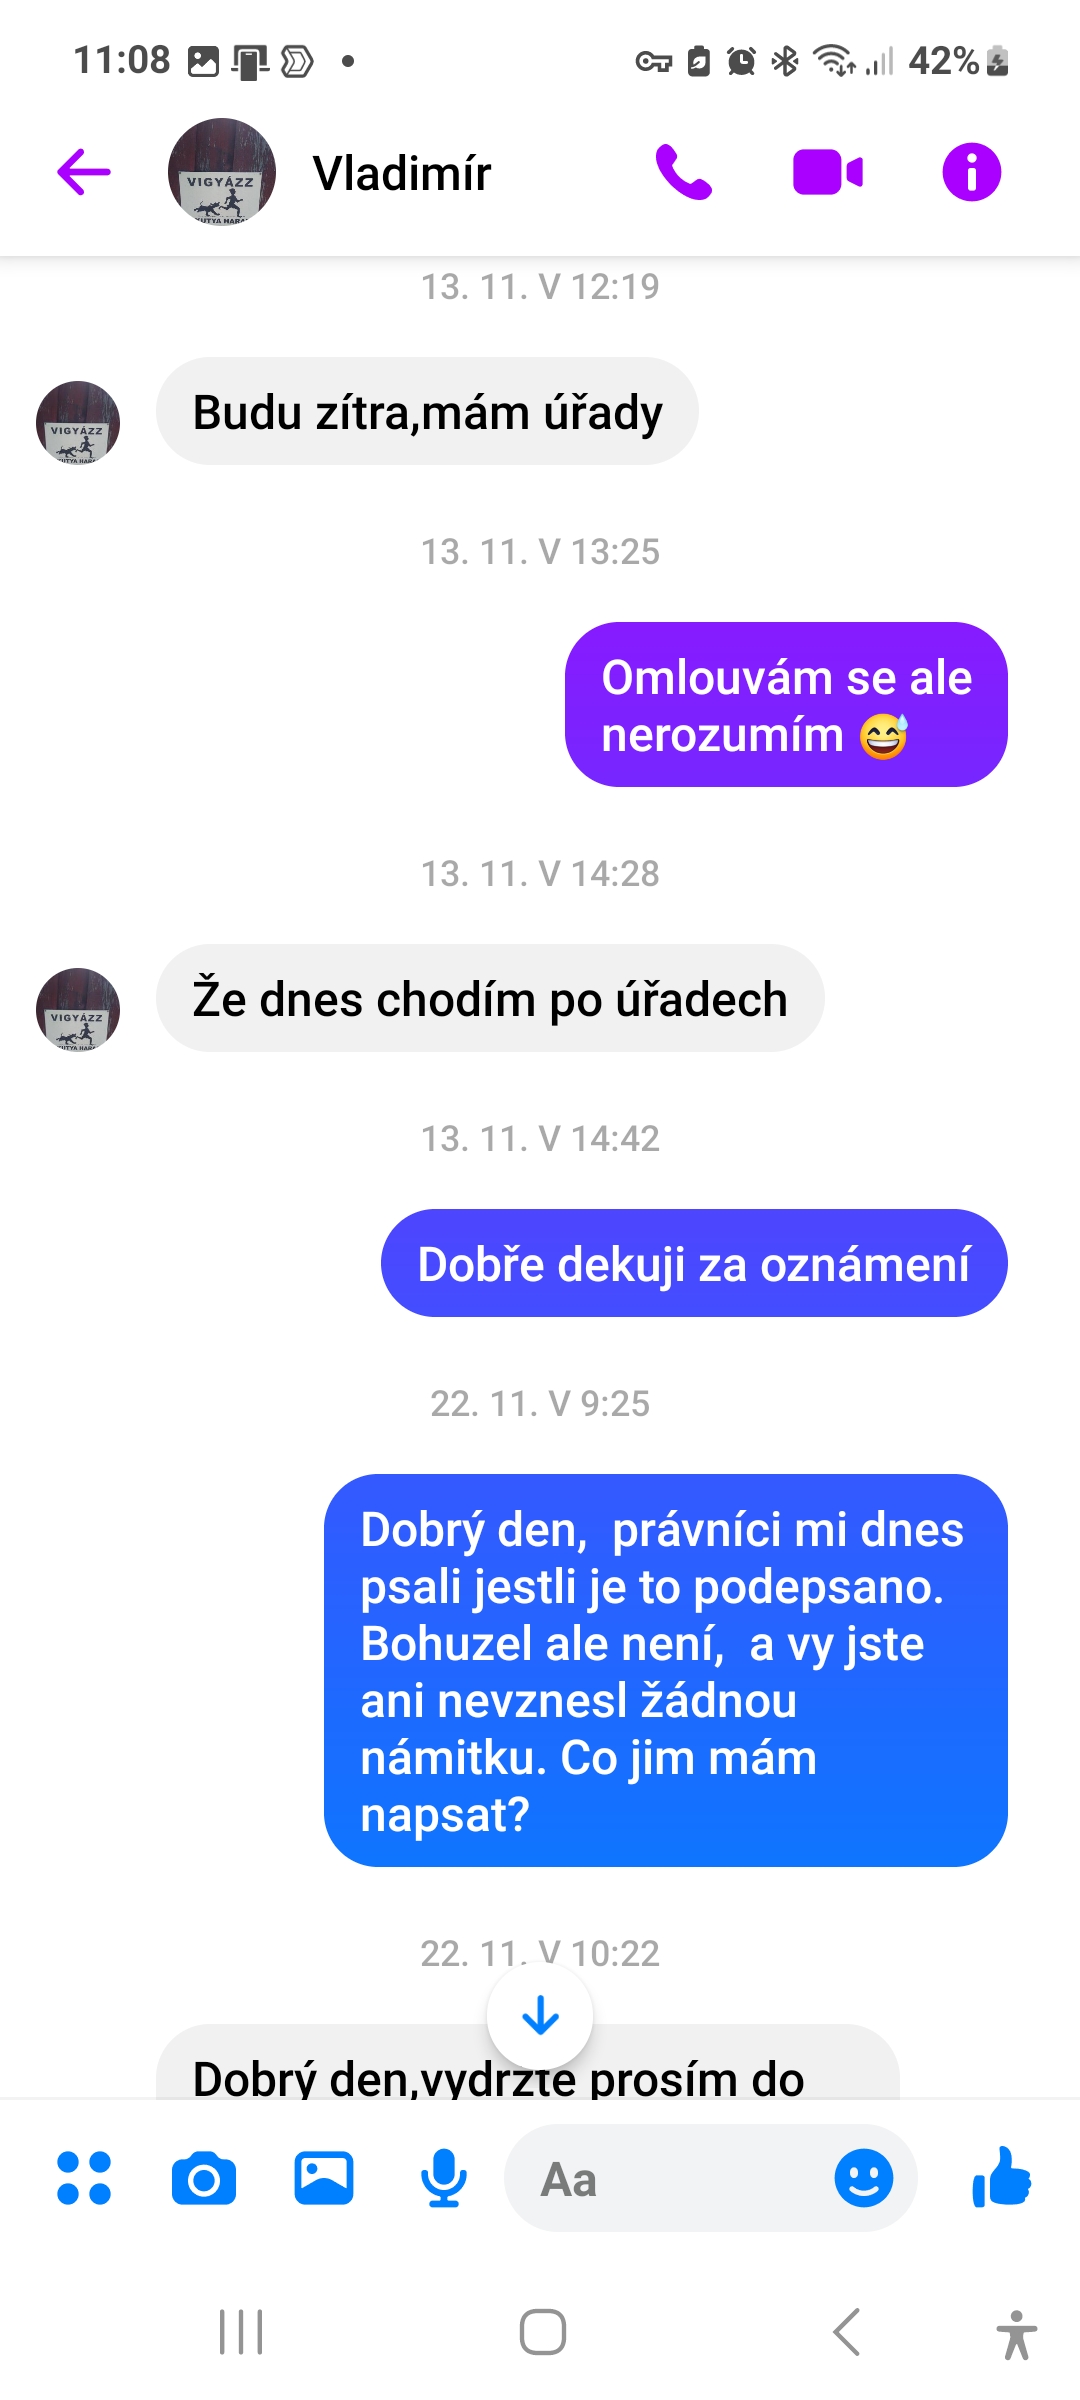 11:08
42%
VIGYÁZZ
Vladimír
13. 11. V 12:19
Budu zítra,mám úřady
VIGYÁZZ
13. 11. V 13:25
Omlouvám se ale
nerozumím 😅
13. 11. V 14:28
Že dnes chodím po úřadech
VIGYÁZZ
13. 11. V 14:42
Dobře dekuji za oznámení
22. 11. V 9:25
Dobrý den,  právníci mi dnes
psali jestli je to podepsano.
Bohuzel ale není,  a vy jste
ani nevznesl žádnou
námitku. Co jim mám
napsat?
22. 11. V 10:22
Dobrý den,vydrzte prosím do
Aa